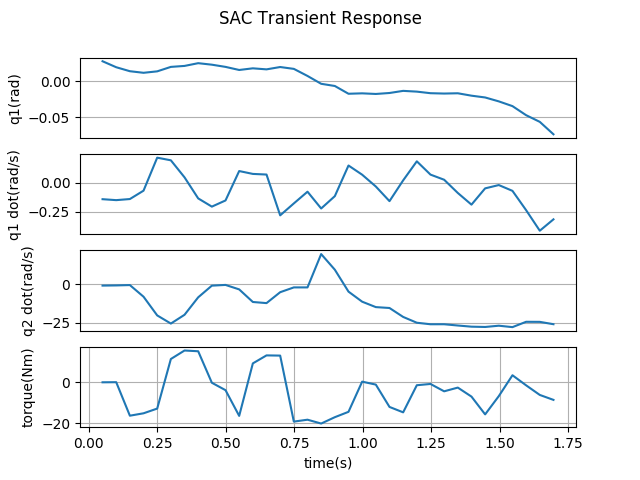 SAC Transient Response
q1(rad)
0.00
−0.05
q1 dot(rad/s)
0.00
−0.25
q2 dot(rad/s)
0
−25
torque(Nm)
0
−20
0.00 0.25 0.50 0.75 1.00 1.25 1.50 1.75
time(s)